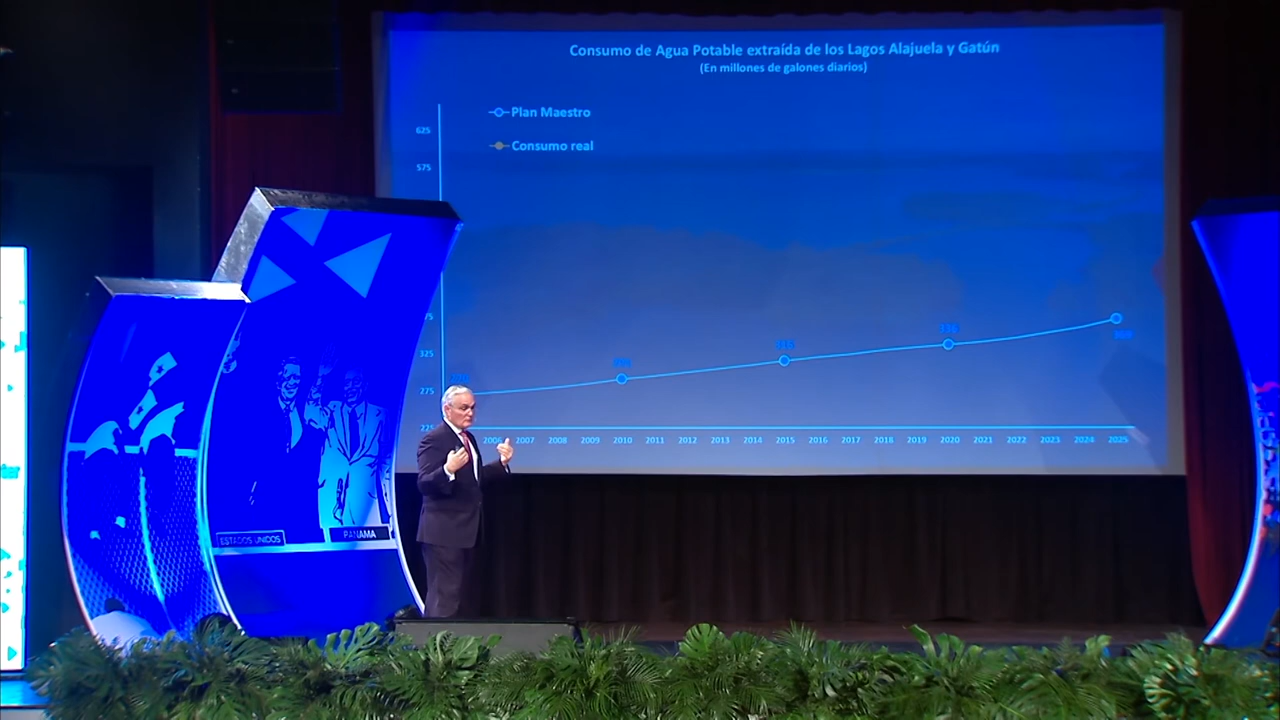 Consumo de Agua Potable extraída de los Lagos Alajuela y Gatún
(En millones de galones diarios)
Plan Maestro
Consumo real
625
575
325
275
2006 2007 2008 2009 2010 2011 2012 2013 2014 2015 2016 2017 2018 2019 2020 2021 2022 2023 2024 2025
ESTADOS UNIDOS
PANAMA